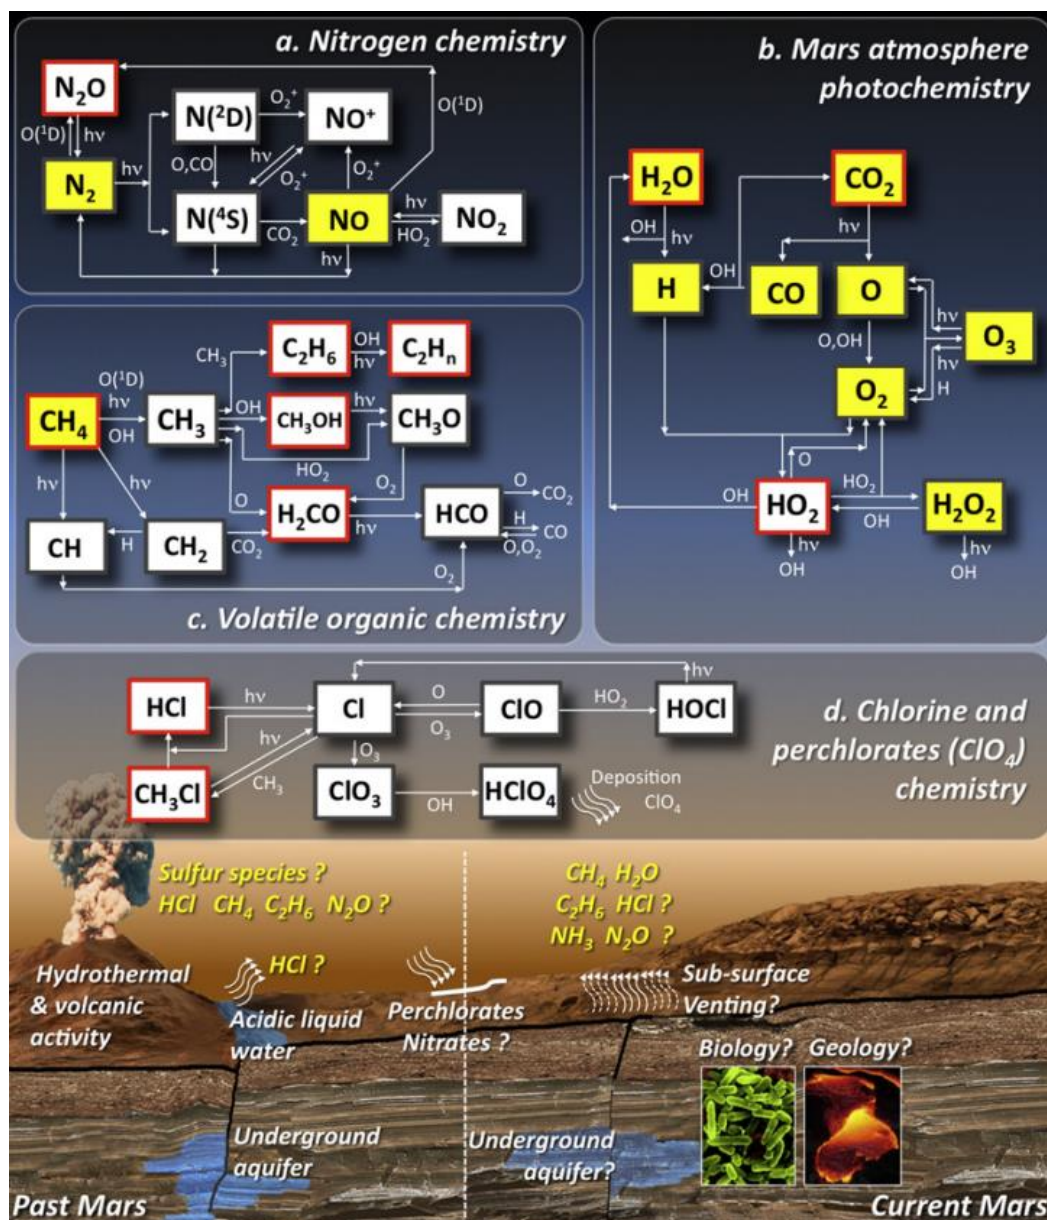 a. Nitrogen chemistry
N₂O
O(¹D)
hν
N₂
hν
N(²D)
O₂⁺
NO⁺
O(¹D)
O,CO
hν
O₂⁺
O₂⁺
N(⁴S)
CO₂
NO
hν
HO₂
NO₂
hν
b. Mars atmosphere
photochemistry
H₂O
CO₂
OH
hν
hν
H
OH
CO
O
hν
O₃
O,OH
hν
O₂
H
O
OH
HO₂
HO₂
H₂O₂
OH
hν
hν
OH
OH
C₂H₆
OH
hν
C₂Hₙ
CH₃
O(¹D)
hν
OH
CH₄
CH₃
OH
CH₃OH
hν
CH₃O
HO₂
hν
hν
O
O₂
H₂CO
hν
HCO
O
CO₂
H
CO
O,O₂
CH
H
CH₂
CO₂
O₂
c. Volatile organic chemistry
HCl
hν
Cl
O
O₃
ClO
HO₂
HOCl
hν
d. Chlorine and
perchlorates (ClO₄)
chemistry
hν
CH₃
O₃
CH₃Cl
ClO₃
OH
HClO₄
Deposition
ClO₄
Sulfur species ?
HCl CH₄ C₂H₆ N₂O ?
CH₄ H₂O
C₂H₆ HCl ?
NH₃ N₂O ?
Hydrothermal
& volcanic
activity
HCl ?
Acidic liquid
water
Perchlorates
Nitrates ?
Sub-surface
Venting?
Biology? Geology?
Underground
aquifer
Underground
aquifer?
Past Mars
Current Mars